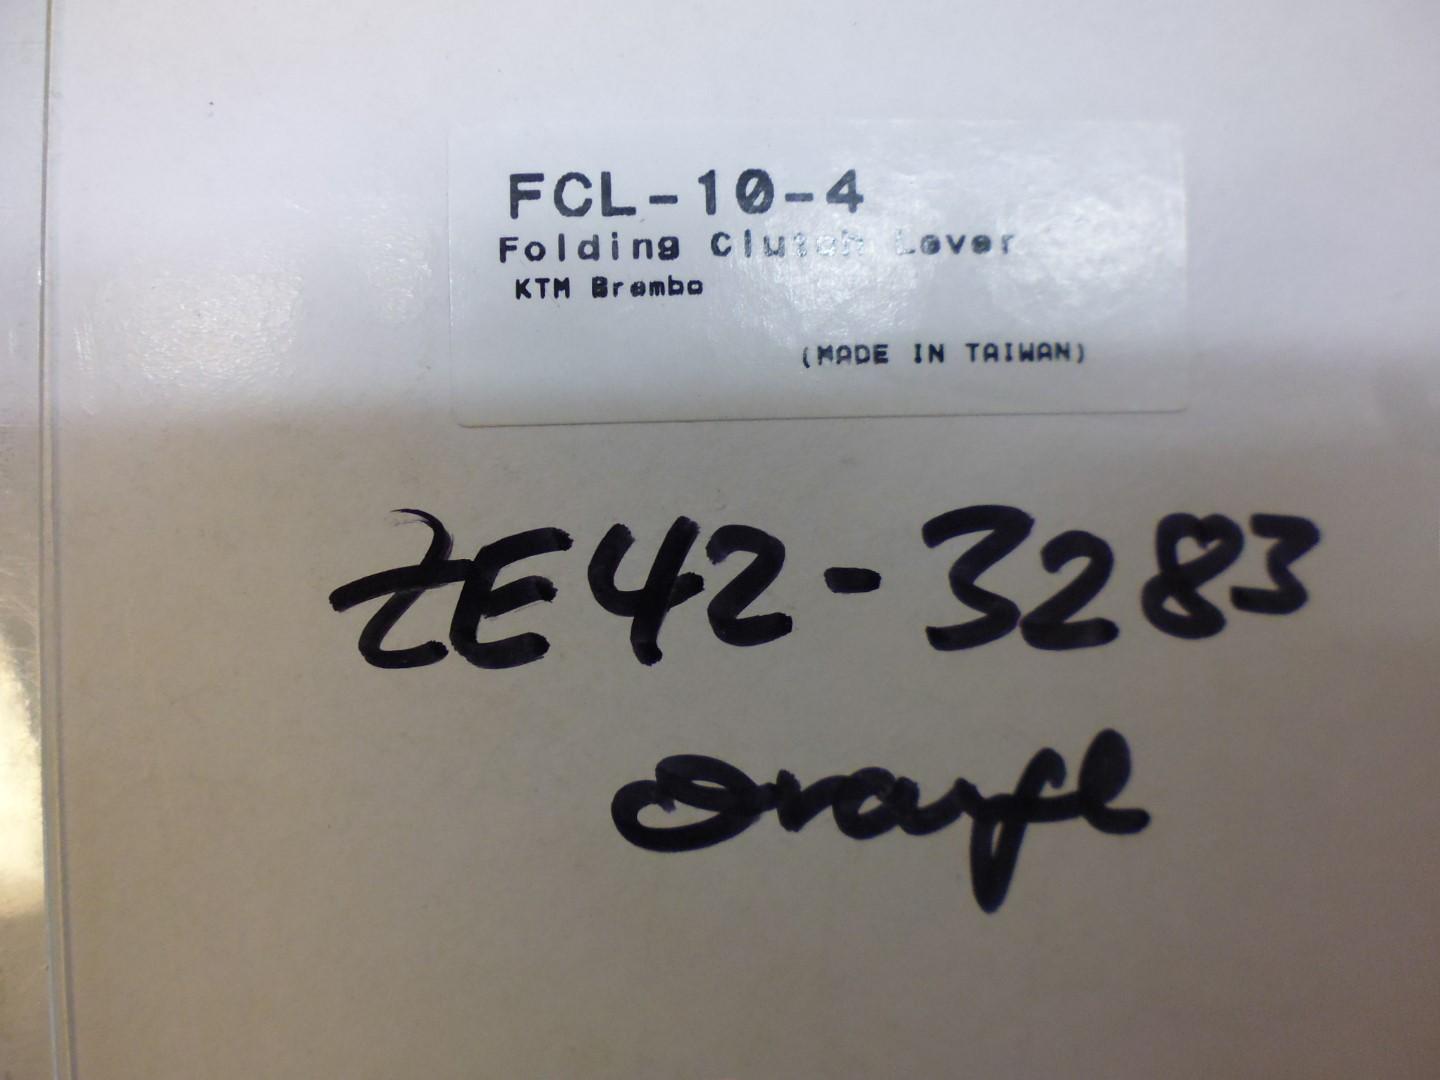 FCL-10-4
Folding Clutch Lever
KTM Brembo
(MADE IN TAIWAN)
ZE42-3283
Orange